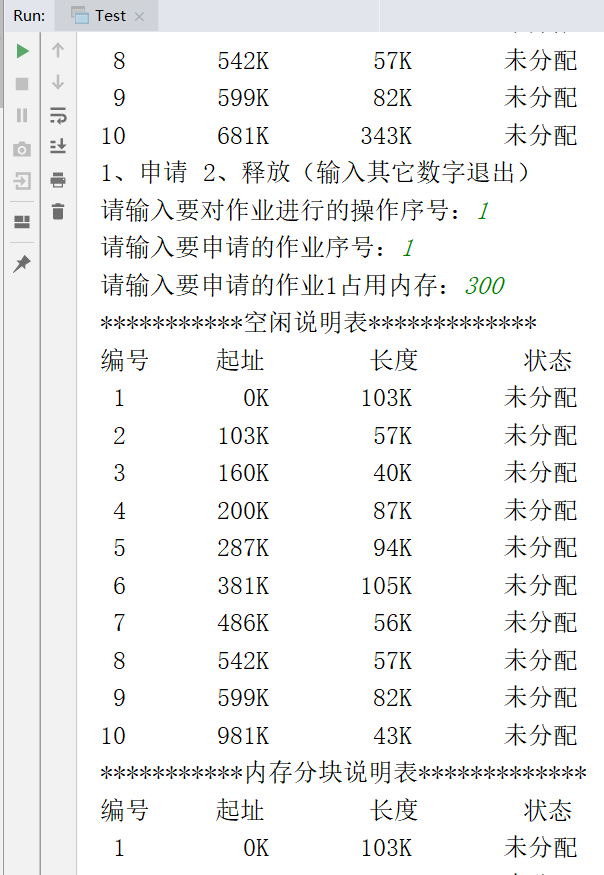 Run: Test
8 542K 57K 未分配
9 599K 82K 未分配
10 681K 343K 未分配
1、申请 2、释放（输入其它数字退出）
请输入要对作业进行的操作序号：1
请输入要申请的作业序号：1
请输入要申请的作业1占用内存：300
***********空闲说明表*************
编号 起址 长度 状态
1 0K 103K 未分配
2 103K 57K 未分配
3 160K 40K 未分配
4 200K 87K 未分配
5 287K 94K 未分配
6 381K 105K 未分配
7 486K 56K 未分配
8 542K 57K 未分配
9 599K 82K 未分配
10 981K 43K 未分配
***********内存分块说明表*************
编号 起址 长度 状态
1 0K 103K 未分配